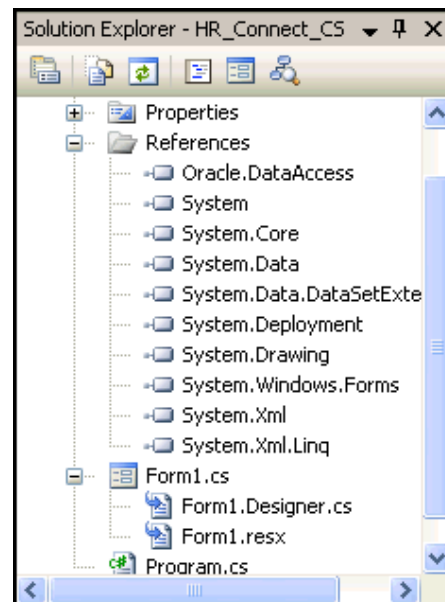 Solution Explorer - HR_Connect_CS
Properties
References
Oracle.DataAccess
System
System.Core
System.Data
System.Data.DataSetExte
System.Deployment
System.Drawing
System.Windows.Forms
System.Xml
System.Xml.Linq
Form1.cs
Form1.Designer.cs
Form1.resx
Program.cs